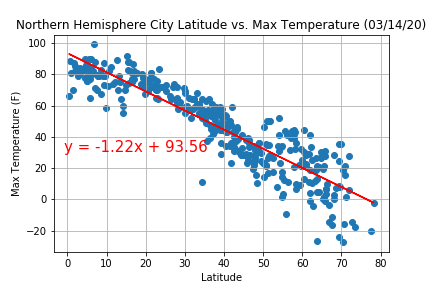 Northern Hemisphere City Latitude vs. Max Temperature (03/14/20)
100
80
60
40
20
0
−20
Max Temperature (F)
y = -1.22x + 93.56
0 10 20 30 40 50 60 70 80
Latitude